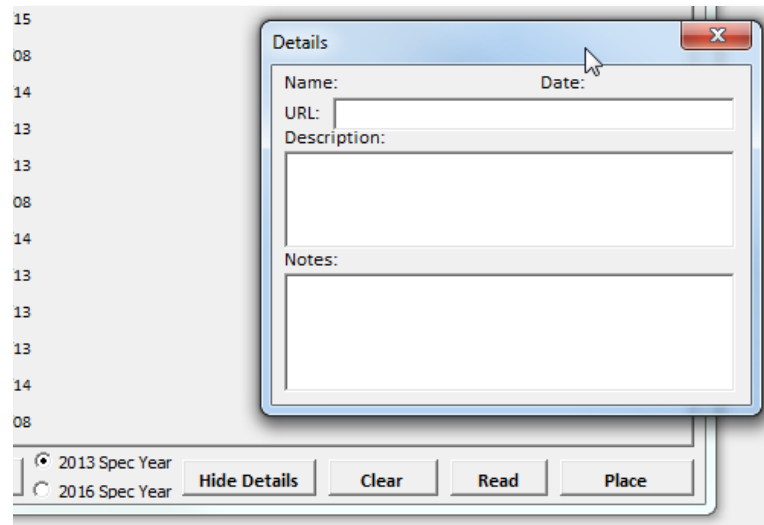 15
08
14
13
13
08
14
13
13
13
14
08
Details
X
Name: Date:
URL:
Description:
Notes:
2013 Spec Year
2016 Spec Year
Hide Details Clear Read Place